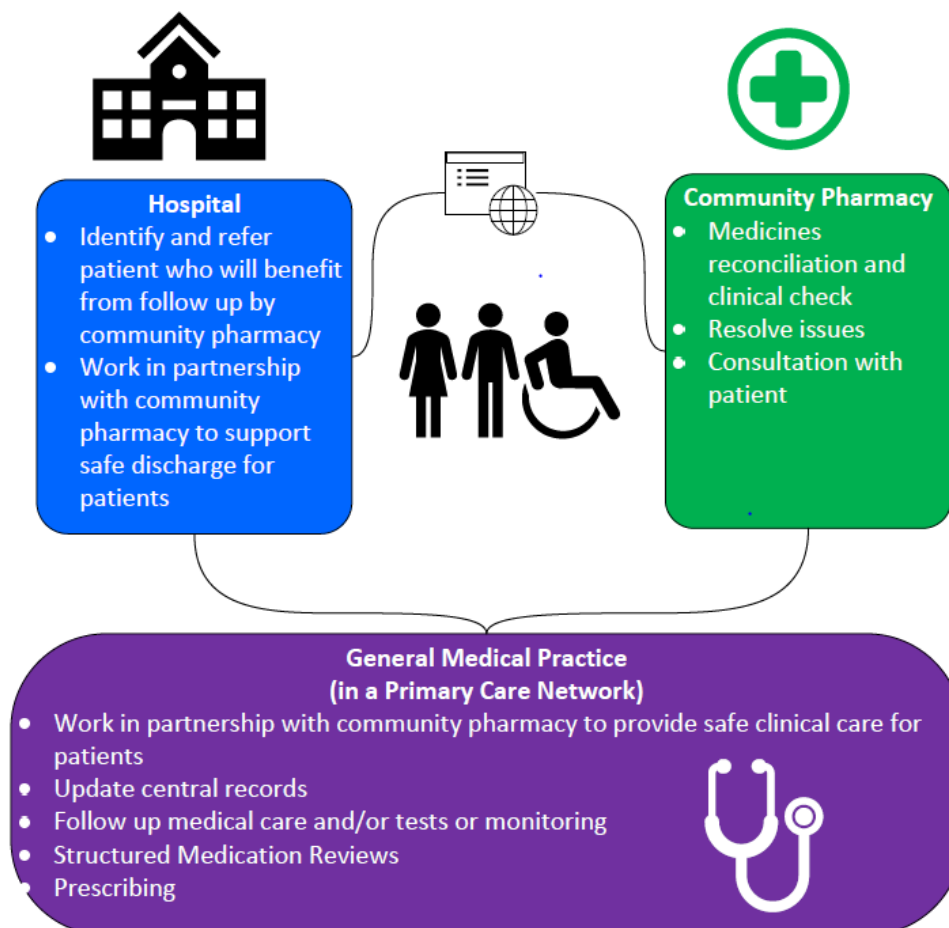 Hospital
• Identify and refer
patient who will benefit
from follow up by
community pharmacy
• Work in partnership
with community
pharmacy to support
safe discharge for
patients
Community Pharmacy
• Medicines
reconciliation and
clinical check
• Resolve issues
• Consultation with
patient
General Medical Practice
(in a Primary Care Network)
• Work in partnership with community pharmacy to provide safe clinical care for
patients
• Update central records
• Follow up medical care and/or tests or monitoring
• Structured Medication Reviews
• Prescribing